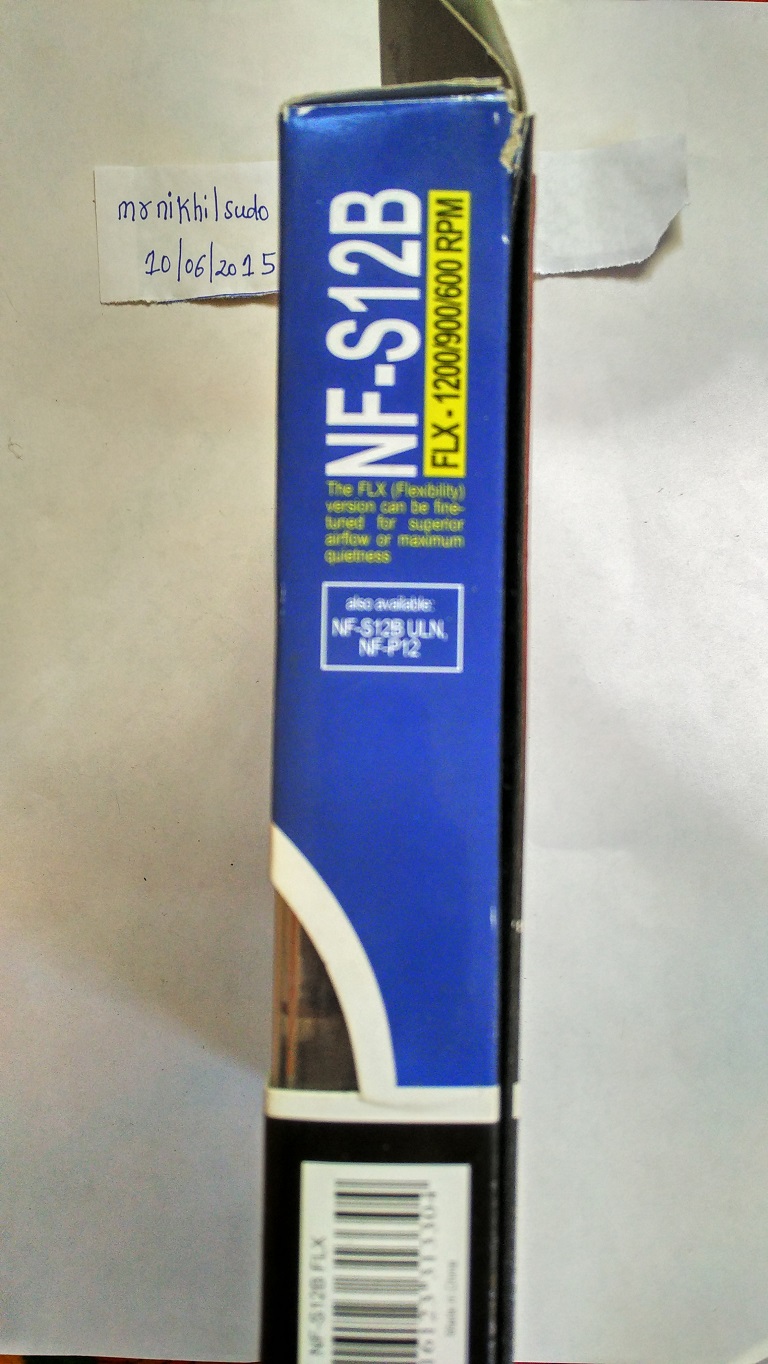 mrnikhilsudo
10/06/2015
NF-S12B
FLX - 1200/900/600 RPM
The FLX (Flexibility)
version can be fine-
tuned for superior
airflow or maximum
quietness
also available:
NF-S12B ULN,
NF-P12
NF-S12B FLX
Made in China